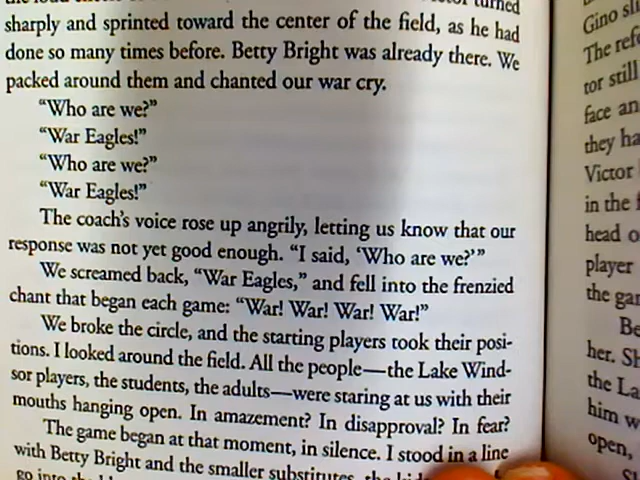 turned
sharply and sprinted toward the center of the field, as he had
done so many times before. Betty Bright was already there. We
packed around them and chanted our war cry.
“Who are we?”
“War Eagles!”
“Who are we?”
“War Eagles!”
The coach’s voice rose up angrily, letting us know that our
response was not yet good enough. “I said, ‘Who are we?’”
We screamed back, “War Eagles,” and fell into the frenzied
chant that began each game: “War! War! War! War!”
We broke the circle, and the starting players took their posi-
tions. I looked around the field. All the people—the Lake Wind-
sor players, the students, the adults—were staring at us with their
mouths hanging open. In amazement? In disapproval? In fear?
The game began at that moment, in silence. I stood in a line
with Betty Bright and the smaller substitutes, the
go into the
Gino
The
tor still
face
they
Victor
in the
head
player
the
her.
the
him
open,